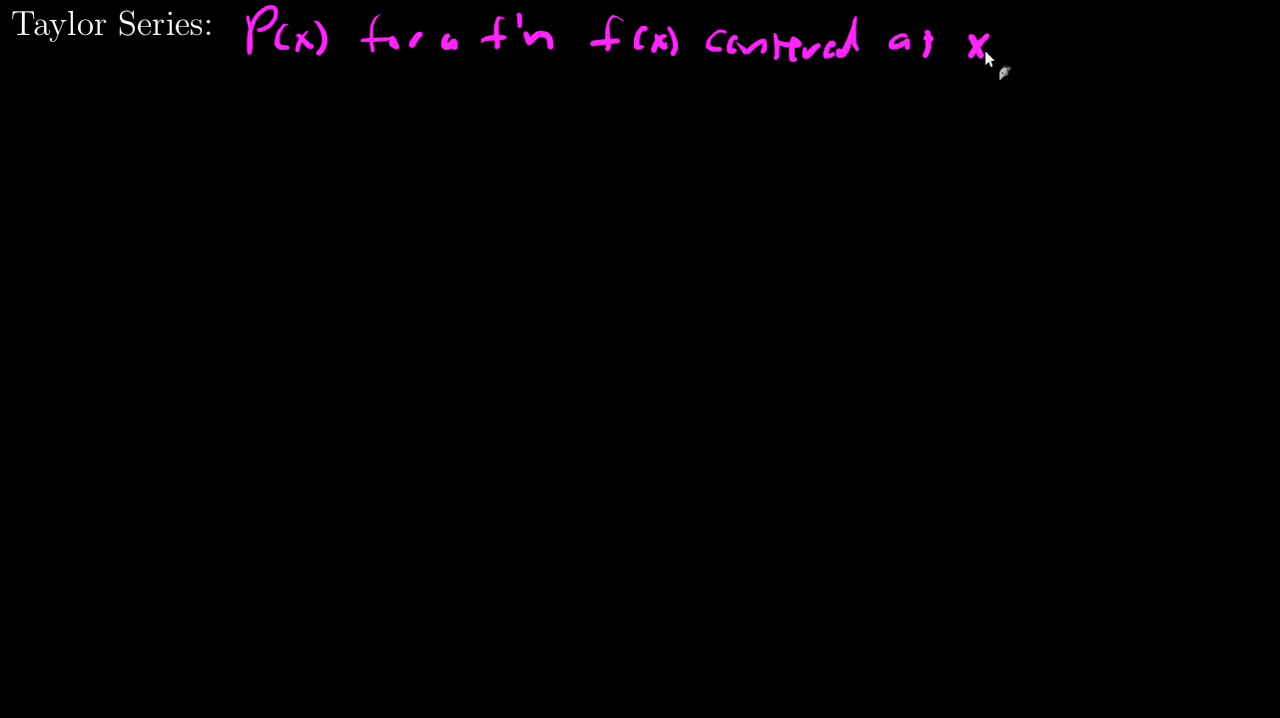 Taylor Series: P(x) for a f'n f(x) centered at x